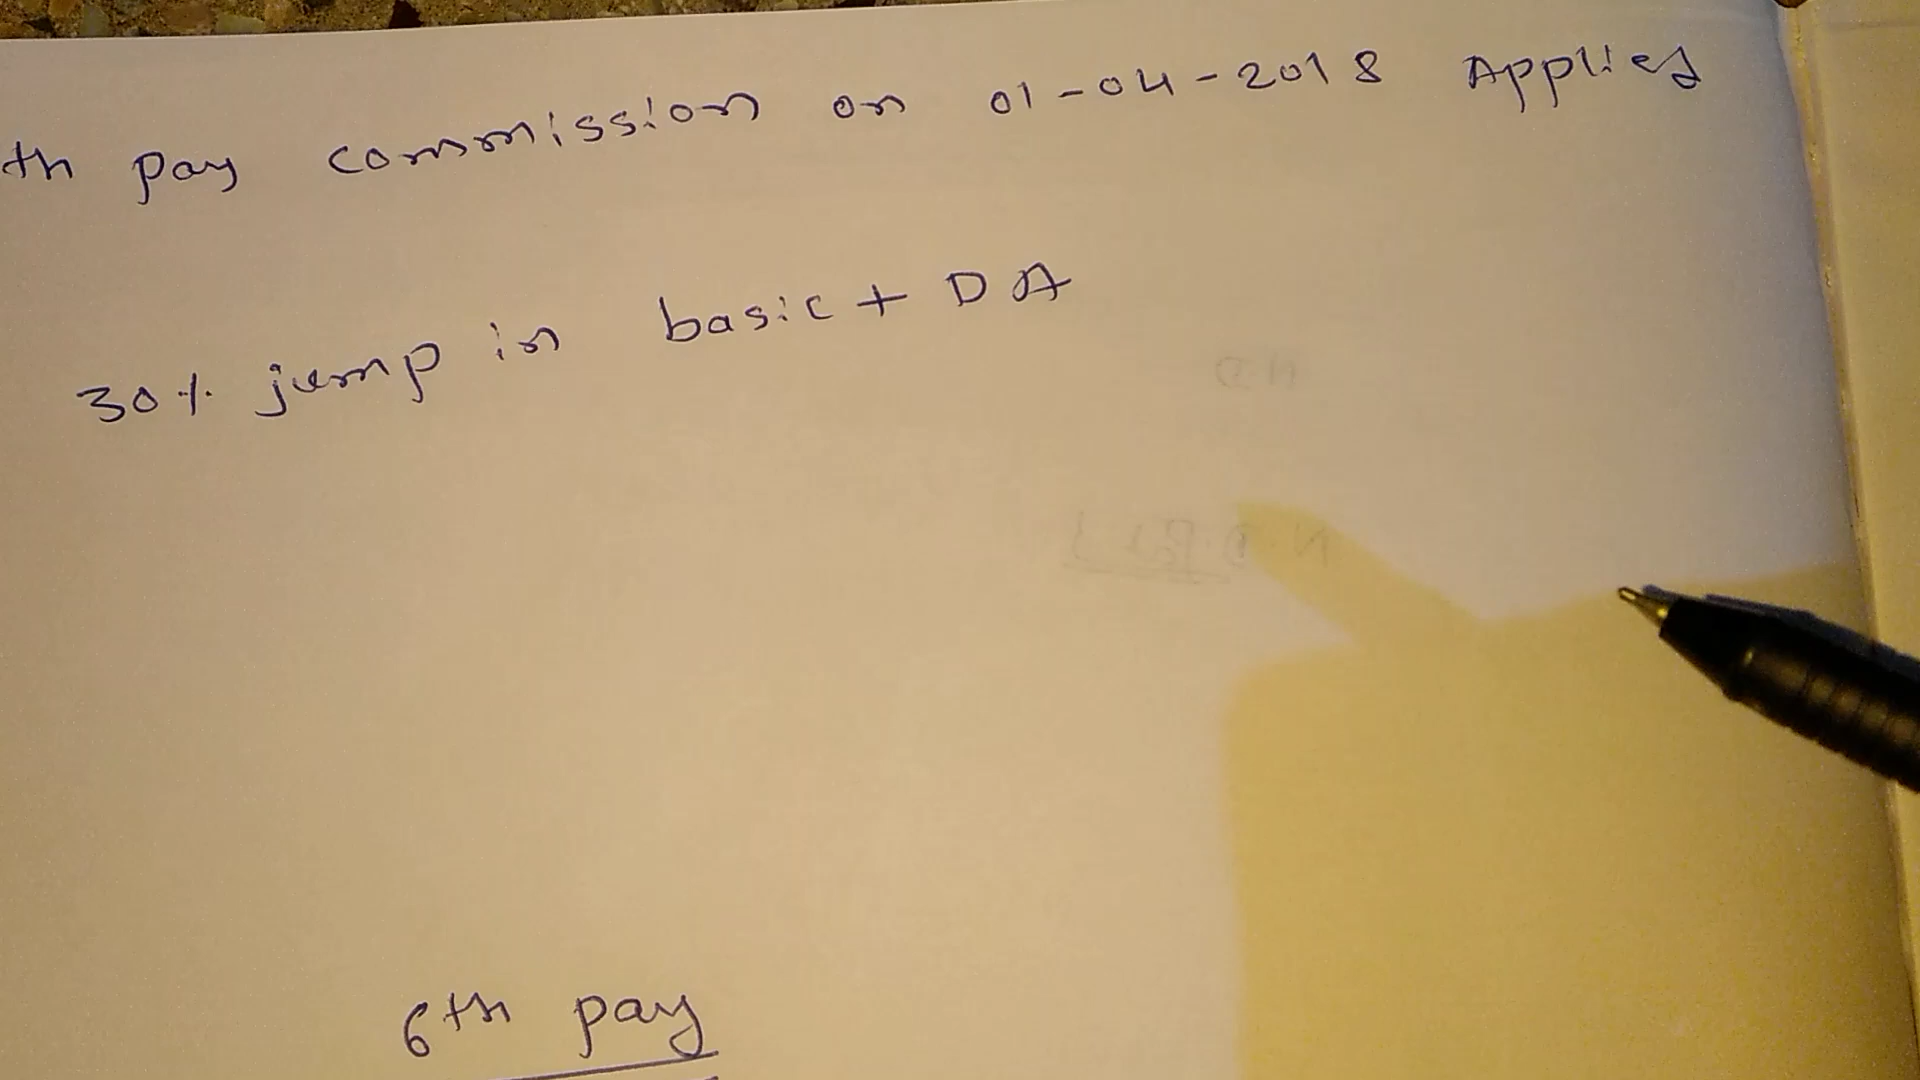 th pay commission on 01-04-2018 Applied
30% jump in basic + DA
6th pay